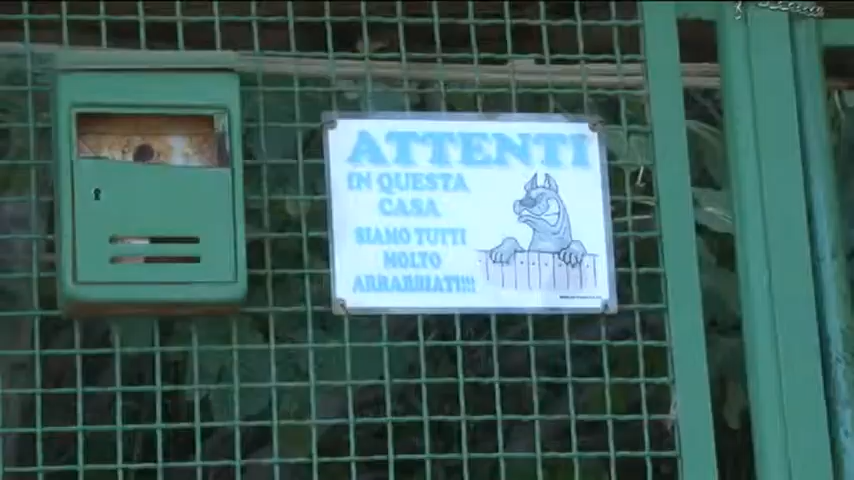 ATTENTI
IN QUESTA
CASA
SIAMO TUTTI
MOLTO
ARRABBIATI!!!